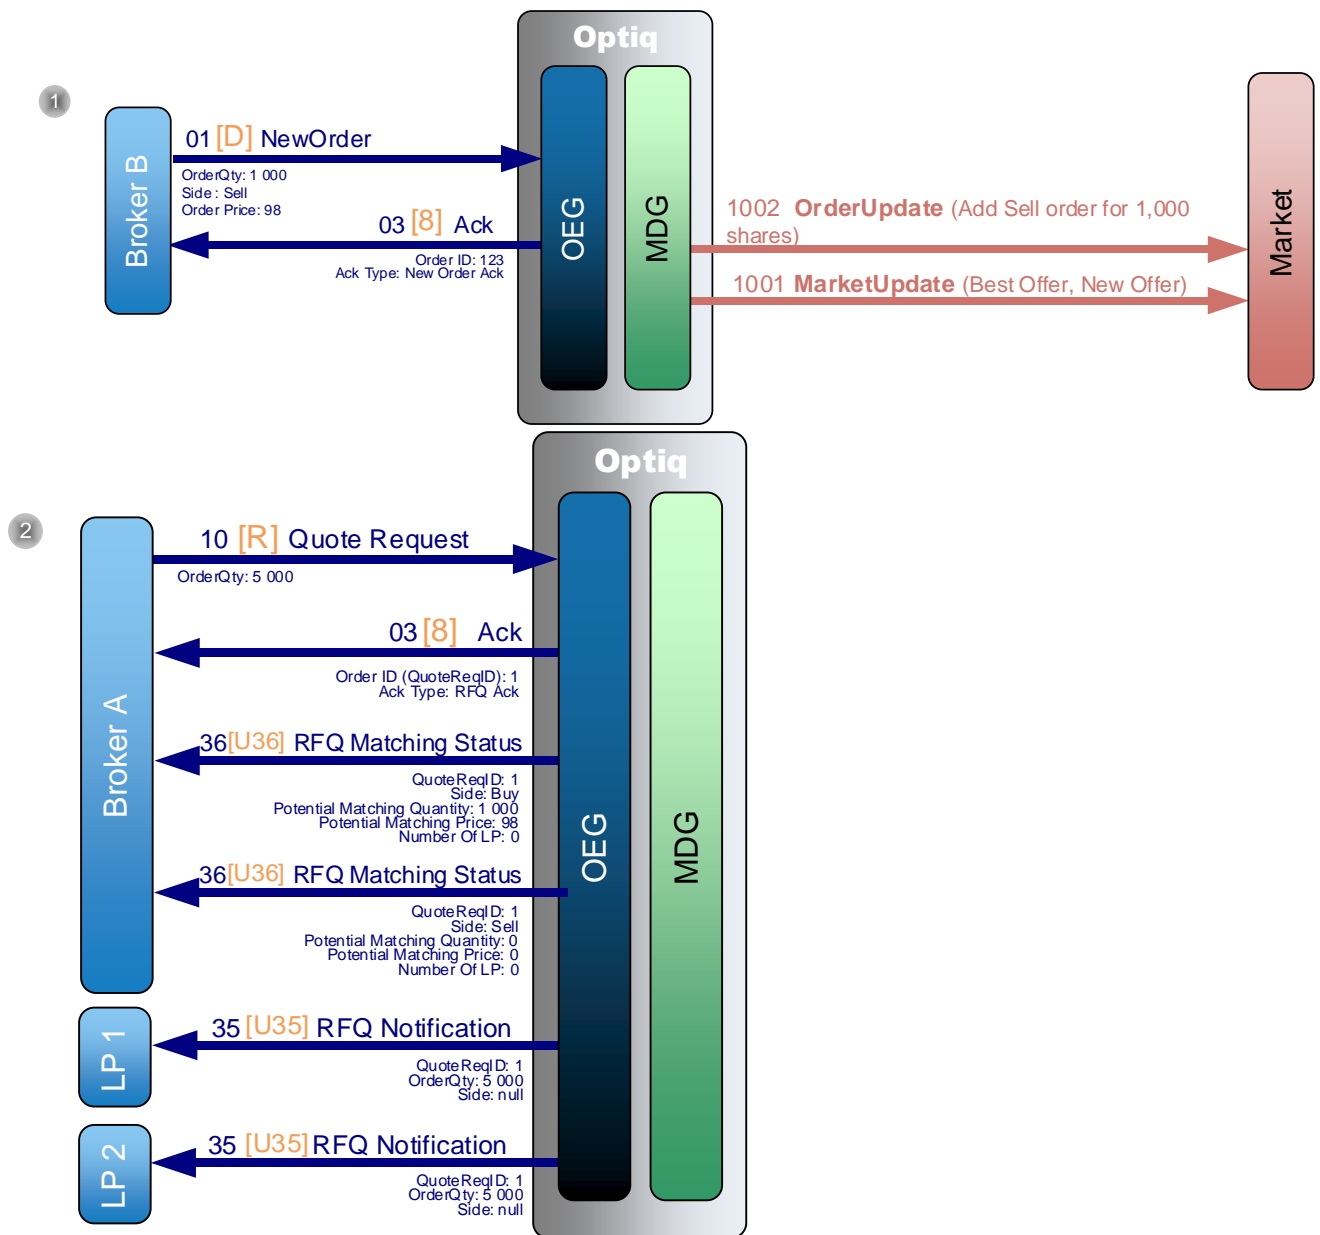 Optiq
1
01 [D] NewOrder
OrderQty: 1 000
Side : Sell
Order Price: 98
03 [8] Ack
Order ID: 123
Ack Type: New Order Ack
Broker B
OEG
MDG
1002 OrderUpdate (Add Sell order for 1,000
shares)
1001 MarketUpdate (Best Offer, New Offer)
Market
Optiq
2
10 [R] Quote Request
OrderQty: 5 000
03 [8] Ack
Order ID (QuoteReqID): 1
Ack Type: RFQ Ack
36 [U36] RFQ Matching Status
QuoteReqID: 1
Side: Buy
Potential Matching Quantity: 1 000
Potential Matching Price: 98
Number Of LP: 0
36 [U36] RFQ Matching Status
QuoteReqID: 1
Side: Sell
Potential Matching Quantity: 0
Potential Matching Price: 0
Number Of LP: 0
Broker A
OEG
MDG
LP 1
35 [U35] RFQ Notification
QuoteReqID: 1
OrderQty: 5 000
Side: null
LP 2
35 [U35] RFQ Notification
QuoteReqID: 1
OrderQty: 5 000
Side: null